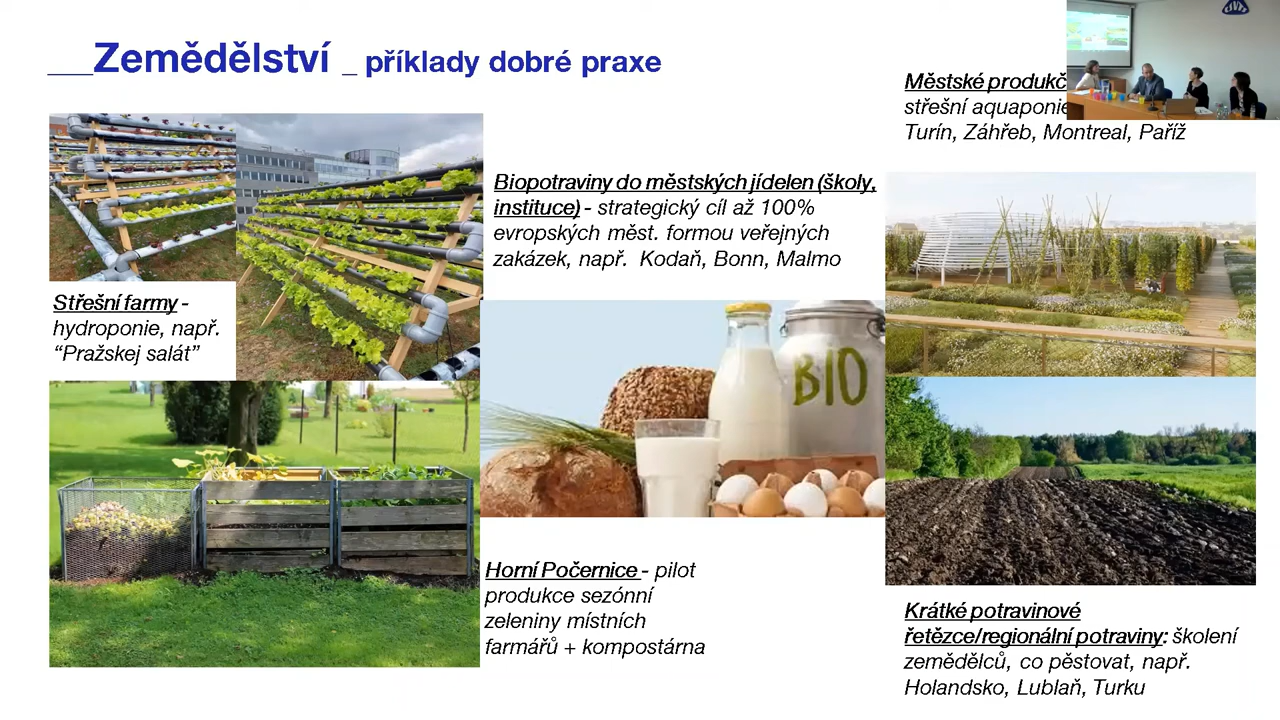 __Zemědělství _ příklady dobré praxe
Střešní farmy -
hydroponie, např.
“Pražskej salát”
Biopotraviny do městských jídelen (školy,
instituce) - strategický cíl až 100%
evropských měst. formou veřejných
zakázek, např. Kodaň, Bonn, Malmo
BIO
Horní Počernice - pilot
produkce sezónní
zeleniny místních
farmářů + kompostárna
Městské
střešní
Turín, Záhřeb, Montreal, Paříž
Krátké potravinové
řetězce/regionální potraviny: školení
zemědělců, co pěstovat, např.
Holandsko, Lublaň, Turku